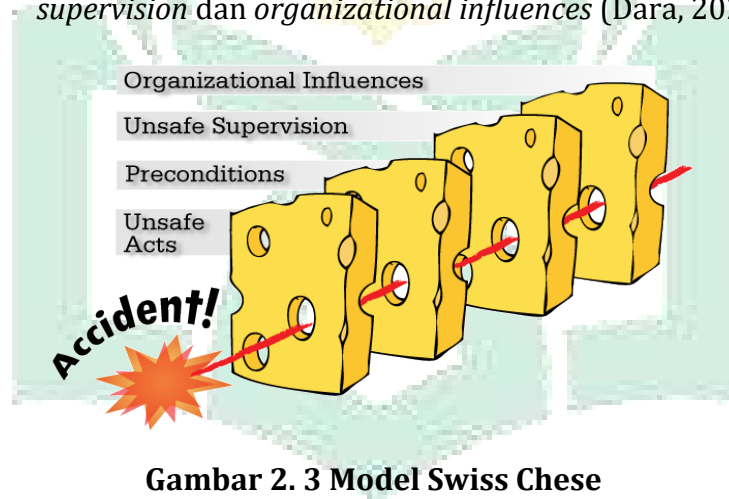 supervision dan organizational influences (Dara, 20
Organizational Influences
Unsafe Supervision
Preconditions
Unsafe
Acts
Accident!
Gambar 2. 3 Model Swiss Chese